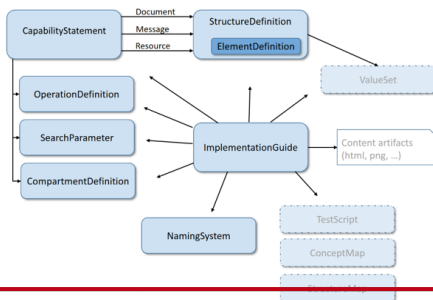 CapabilityStatement
Document
Message
Resource
StructureDefinition
ElementDefinition
ValueSet
OperationDefinition
SearchParameter
CompartmentDefinition
ImplementationGuide
Content artifacts
(html, png, ...)
NamingSystem
TestScript
ConceptMap